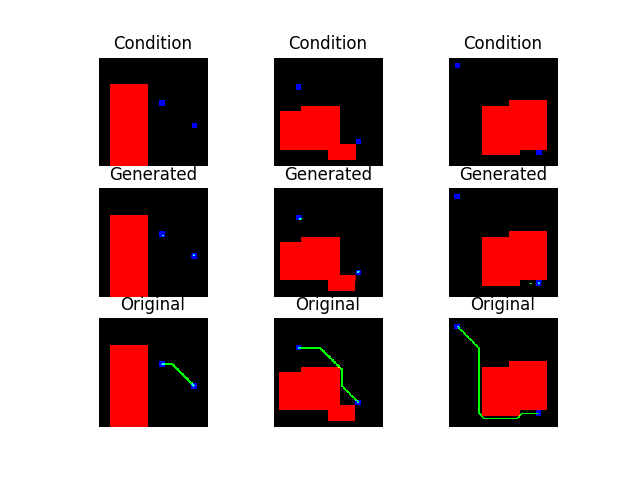 Condition
Condition
Condition
Generated
Generated
Generated
Original
Original
Original